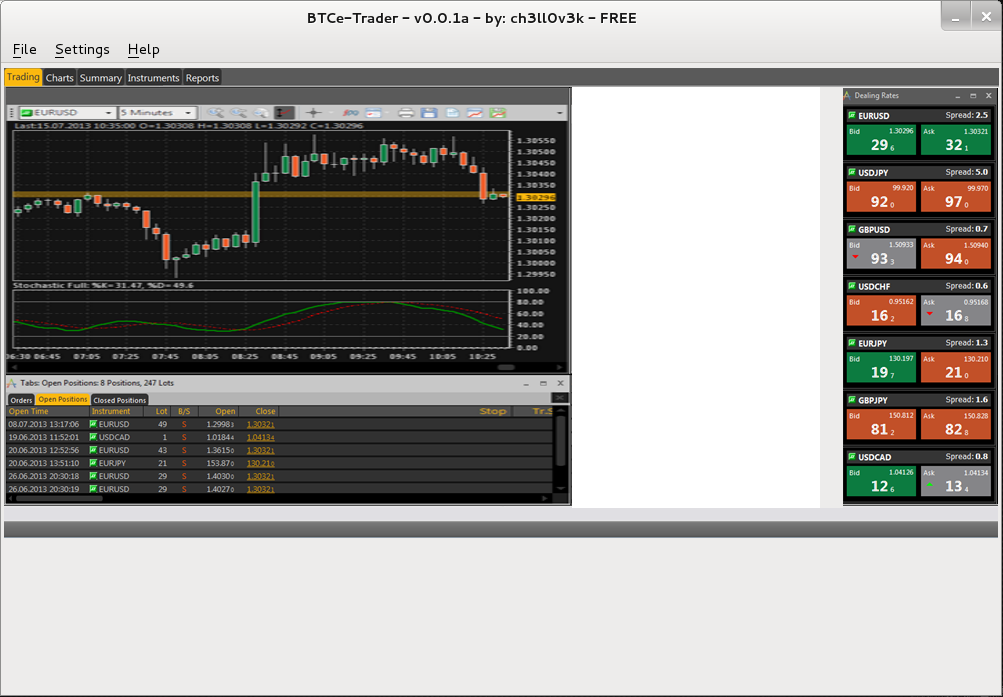 BTCe-Trader - v0.0.1a - by: ch3ll0v3k - FREE
File Settings Help
Trading Charts Summary Instruments Reports
EURUSD 5 Minutes
Last:15.07.2013 10:35:00 O=1.30308 H=1.30308 L=1.30292 C=1.30296
1.30550
1.30500
1.30450
1.30400
1.30350
1.30296
1.30250
1.30200
1.30150
1.30100
1.30050
1.30000
1.29950
Stochastic Full: %K= 31.47, %D= 49.6
100.00
80.00
60.00
40.00
20.00
0.00
06:30 06:45 07:05 07:25 07:45 08:05 08:25 08:45 09:05 09:25 09:45 10:05 10:25
Tabs: Open Positions: 8 Positions, 247 Lots
Orders Open Positions Closed Positions
Open Time Instrument Lot B/S Open Close Stop Tr.S
08.07.2013 13:17:06 EURUSD 49 S 1.29983 1.30321
19.06.2013 11:52:01 USDCAD 1 S 1.01844 1.04134
20.06.2013 12:52:56 EURUSD 43 S 1.36150 1.30321
20.06.2013 13:51:10 EURJPY 21 S 153.870 130.210
26.06.2013 20:30:18 EURUSD 29 S 1.40300 1.30321
26.06.2013 20:30:19 EURUSD 29 S 1.40270 1.30321
Dealing Rates
EURUSD Spread: 2.5
Bid 1.30296 Ask 1.30321
29 6 32 1
USDJPY Spread: 5.0
Bid 99.920 Ask 99.970
92 0 97 0
GBPUSD Spread: 0.7
Bid 1.50933 Ask 1.50940
93 3 94 0
USDCHF Spread: 0.6
Bid 0.95162 Ask 0.95168
16 2 16 8
EURJPY Spread: 1.3
Bid 130.197 Ask 130.210
19 7 21 0
GBPJPY Spread: 1.6
Bid 150.812 Ask 150.828
81 2 82 8
USDCAD Spread: 0.8
Bid 1.04126 Ask 1.04134
12 6 13 4